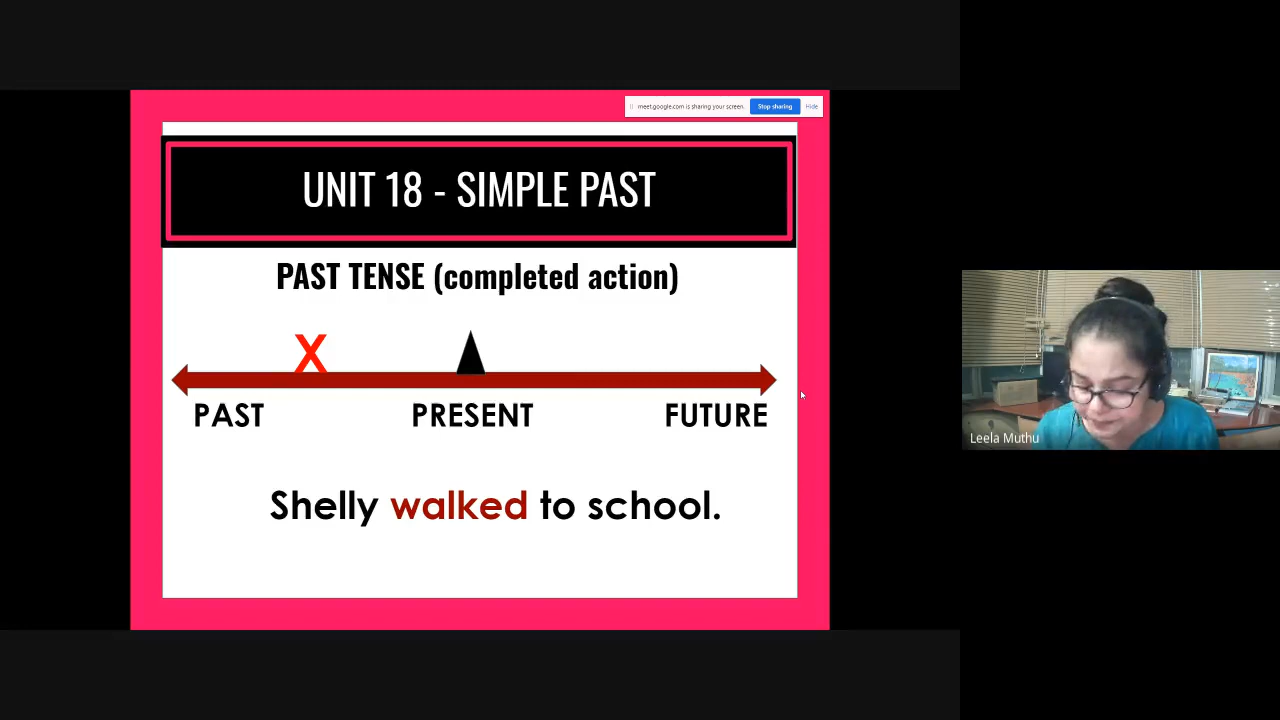 meet.google.com is sharing your screen
Stop sharing
Hide
UNIT 18 - SIMPLE PAST
PAST TENSE (completed action)
X
PAST PRESENT FUTURE
Shelly walked to school.
Leela Muthu